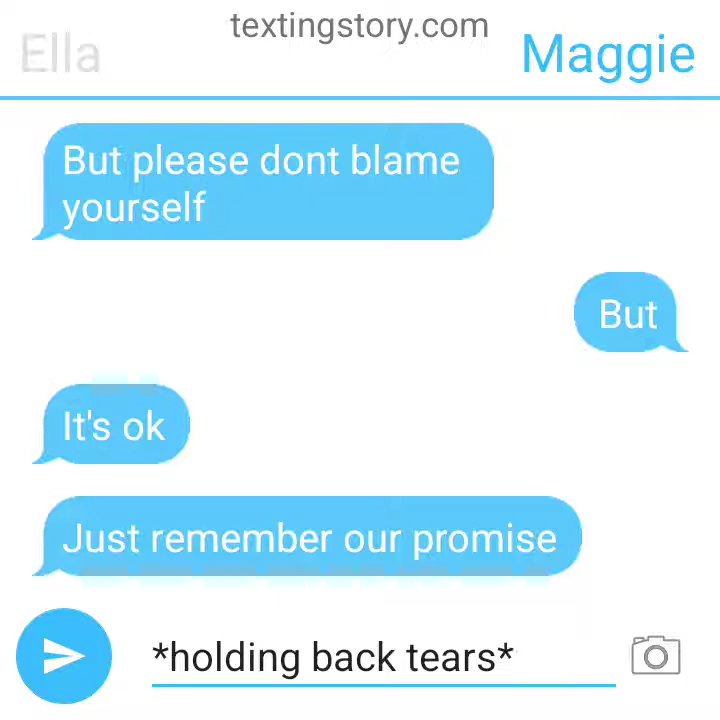 textingstory.com
Ella
Maggie
But please dont blame
yourself
But
It's ok
Just remember our promise
*holding back tears*